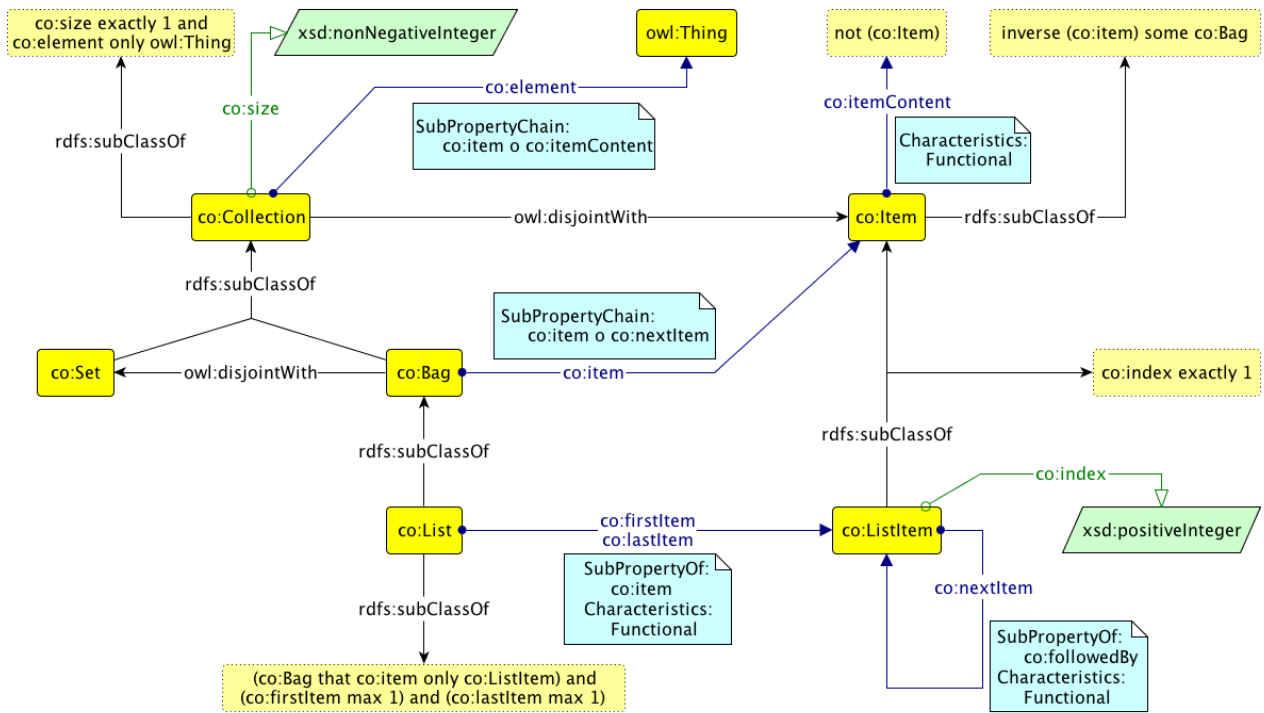 co:size exactly 1 and
co:element only owl:Thing
xsd:nonNegativeInteger
owl:Thing
not (co:Item)
inverse (co:item) some co:Bag
co:element
co:size
co:itemContent
SubPropertyChain:
co:item o co:itemContent
Characteristics:
Functional
rdfs:subClassOf
co:Collection
owl:disjointWith
co:Item
rdfs:subClassOf
rdfs:subClassOf
SubPropertyChain:
co:item o co:nextItem
co:Set
owl:disjointWith
co:Bag
co:item
co:index exactly 1
rdfs:subClassOf
rdfs:subClassOf
co:index
co:List
co:firstItem
co:lastItem
co:ListItem
xsd:positiveInteger
SubPropertyOf:
co:item
Characteristics:
Functional
co:nextItem
rdfs:subClassOf
SubPropertyOf:
co:followedBy
Characteristics:
Functional
(co:Bag that co:item only co:ListItem) and
(co:firstItem max 1) and (co:lastItem max 1)